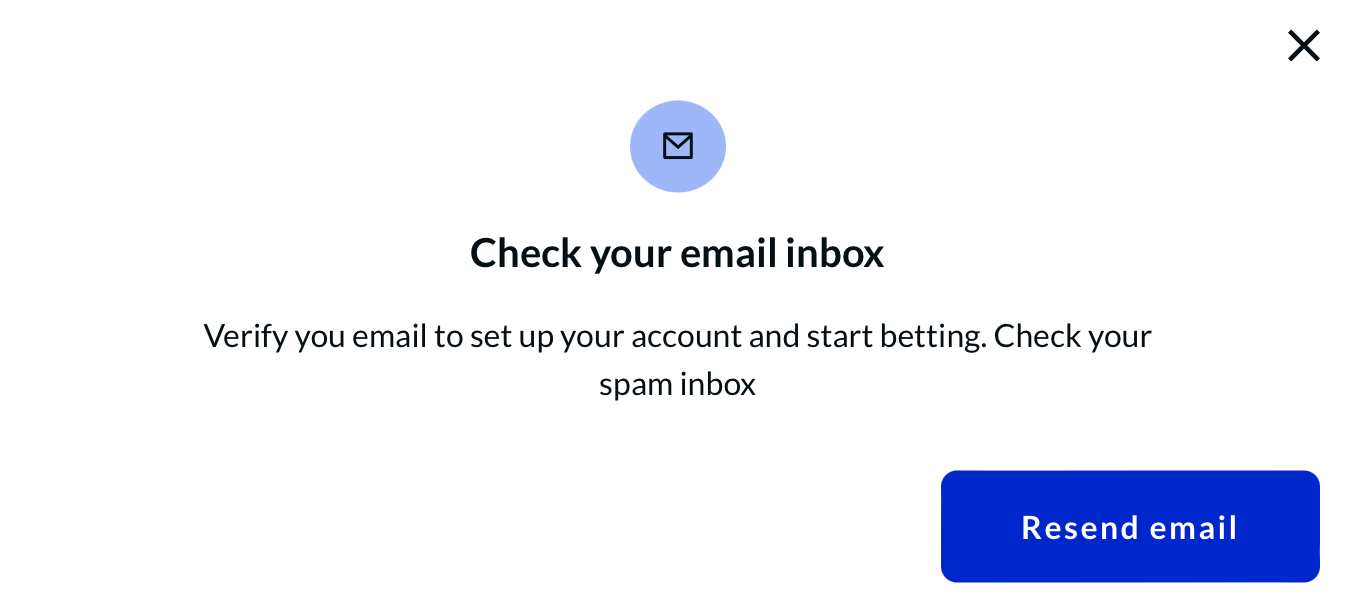 Check your email inbox
Verify you email to set up your account and start betting. Check your
spam inbox
Resend email